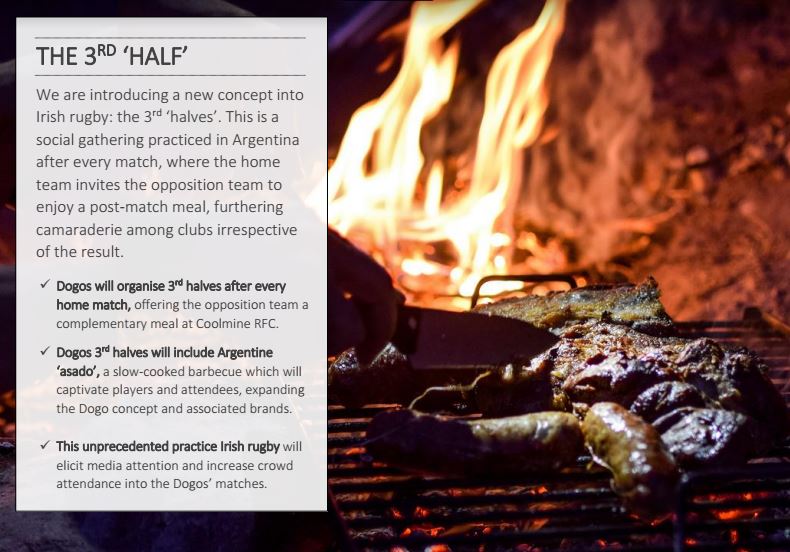 THE 3RD ‘HALF’
We are introducing a new concept into
Irish rugby: the 3rd ‘halves’. This is a
social gathering practiced in Argentina
after every match, where the home
team invites the opposition team to
enjoy a post-match meal, furthering
camaraderie among clubs irrespective
of the result.
✓ Dogos will organise 3rd halves after every
home match, offering the opposition team a
complementary meal at Coolmine RFC.
✓ Dogos 3rd halves will include Argentine
‘asado’, a slow-cooked barbecue which will
captivate players and attendees, expanding
the Dogo concept and associated brands.
✓ This unprecedented practice Irish rugby will
elicit media attention and increase crowd
attendance into the Dogos’ matches.